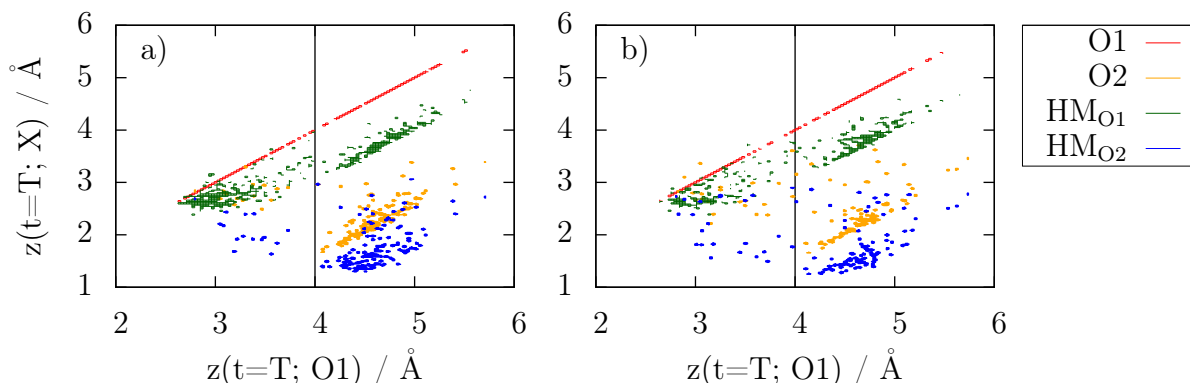 a)
b)
z(t=T; X) / Å
6
5
4
3
2
1
2 3 4 5 6
z(t=T; O1) / Å
6
5
4
3
2
1
2 3 4 5 6
z(t=T; O1) / Å
O1
O2
HM_O1
HM_O2